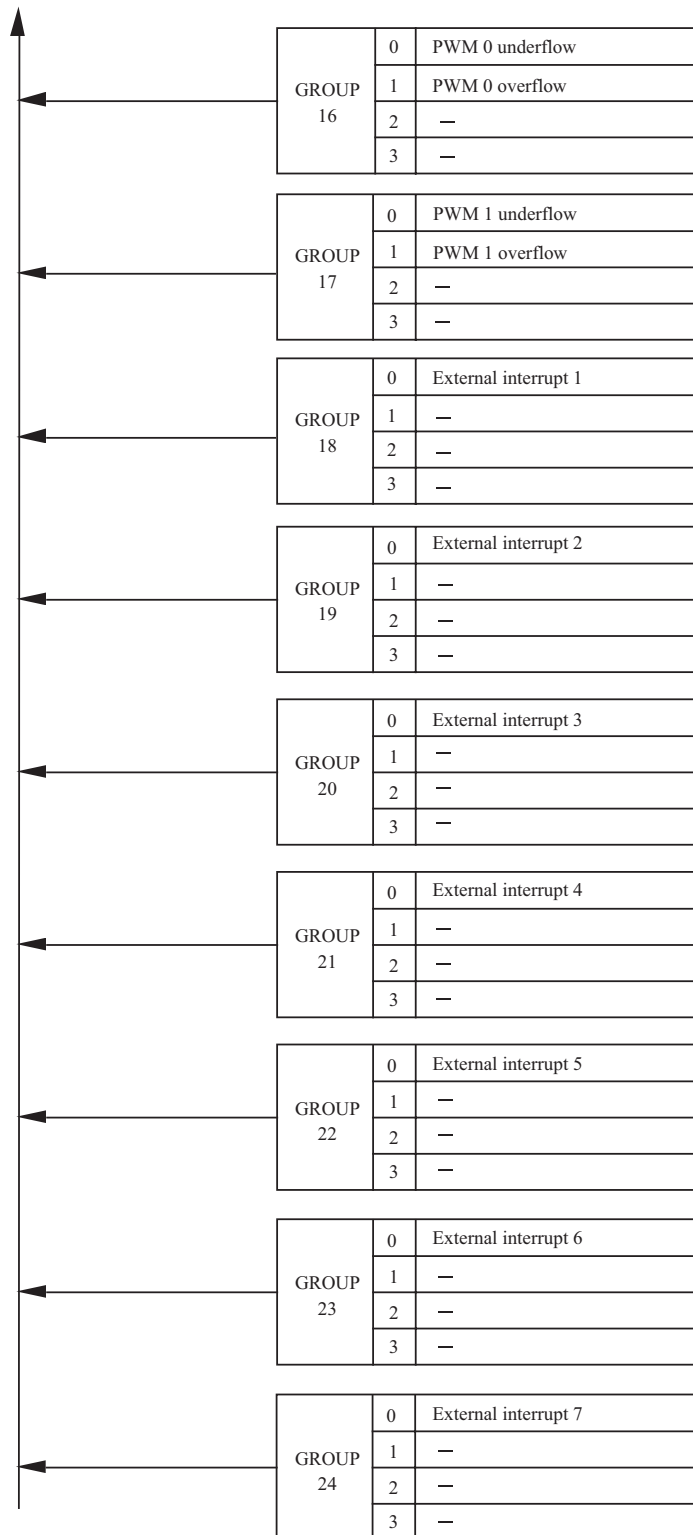 0 PWM 0 underflow
GROUP 16
1 PWM 0 overflow
2 —
3 —
0 PWM 1 underflow
GROUP 17
1 PWM 1 overflow
2 —
3 —
0 External interrupt 1
GROUP 18
1 —
2 —
3 —
0 External interrupt 2
GROUP 19
1 —
2 —
3 —
0 External interrupt 3
GROUP 20
1 —
2 —
3 —
0 External interrupt 4
GROUP 21
1 —
2 —
3 —
0 External interrupt 5
GROUP 22
1 —
2 —
3 —
0 External interrupt 6
GROUP 23
1 —
2 —
3 —
0 External interrupt 7
GROUP 24
1 —
2 —
3 —